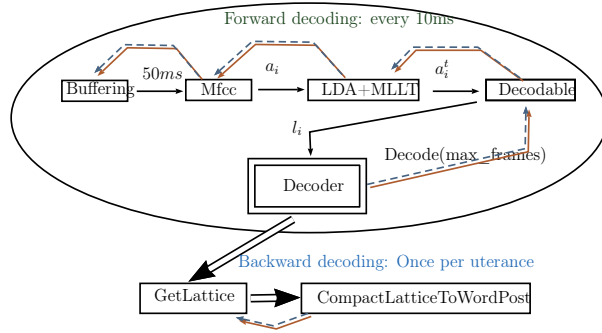 Forward decoding: every 10ms
Buffering
50ms
Mfcc
a_i
LDA+MLLT
a_i^t
Decodable
l_i
Decode(max_frames)
Decoder
Backward decoding: Once per uterance
GetLattice
CompactLatticeToWordPost